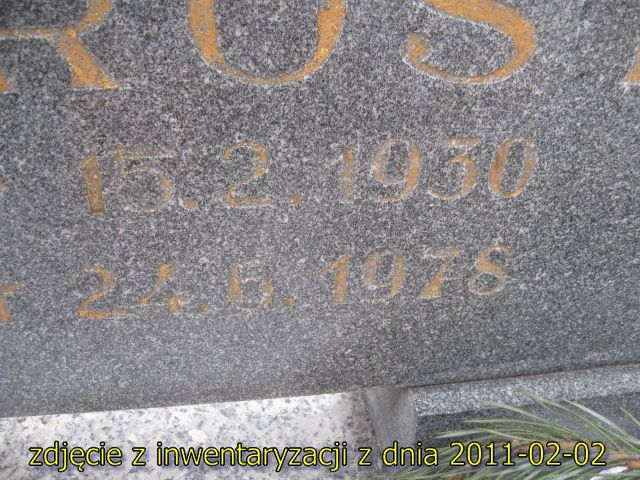 ROS
15.2.1930
24.6.1978
zdjęcie z inwentaryzacji z dnia 2011-02-02